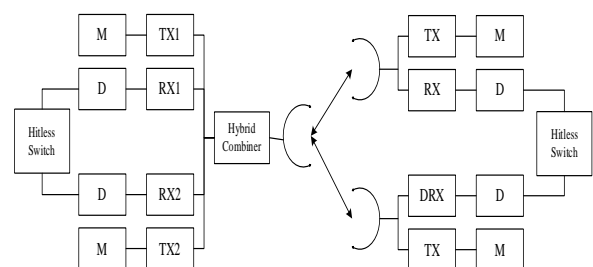 M TX1 TX M
D RX1 RX D
Hitless
Switch
Hybrid
Combiner
Hitless
Switch
D RX2 DRX D
M TX2 TX M